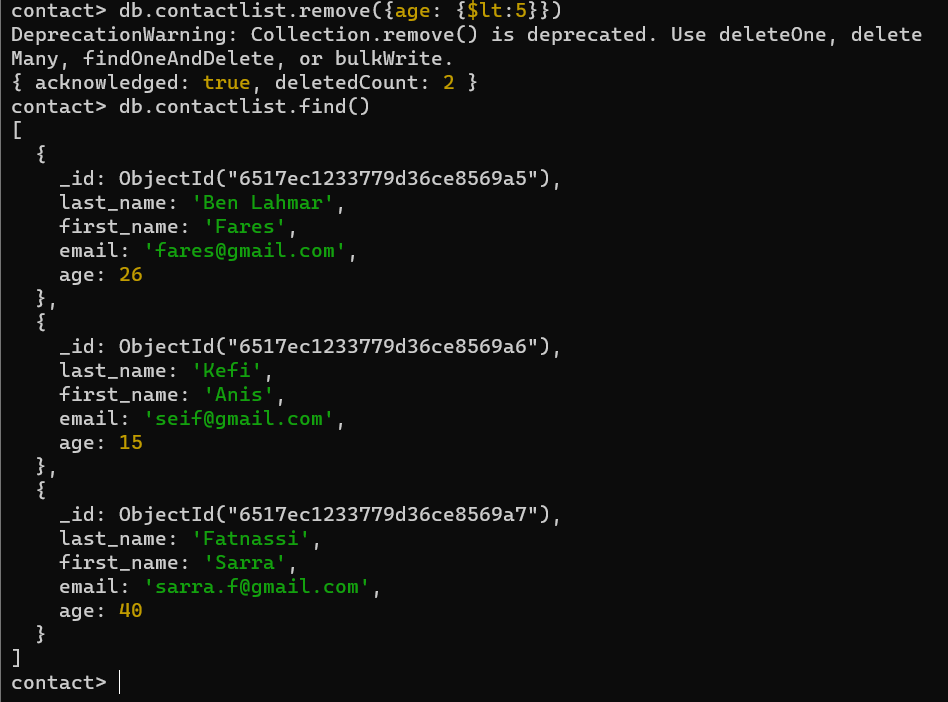 contact> db.contactlist.remove({age: {$lt:5}})
DeprecationWarning: Collection.remove() is deprecated. Use deleteOne, delete
Many, findOneAndDelete, or bulkWrite.
{ acknowledged: true, deletedCount: 2 }
contact> db.contactlist.find()
[
  {
    _id: ObjectId("6517ec1233779d36ce8569a5"),
    last_name: 'Ben Lahmar',
    first_name: 'Fares',
    email: 'fares@gmail.com',
    age: 26
  },
  {
    _id: ObjectId("6517ec1233779d36ce8569a6"),
    last_name: 'Kefi',
    first_name: 'Anis',
    email: 'seif@gmail.com',
    age: 15
  },
  {
    _id: ObjectId("6517ec1233779d36ce8569a7"),
    last_name: 'Fatnassi',
    first_name: 'Sarra',
    email: 'sarra.f@gmail.com',
    age: 40
  }
]
contact>